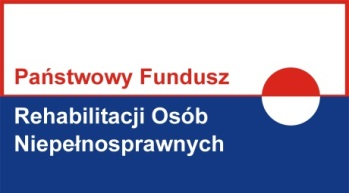 Państwowy Fundusz
Rehabilitacji Osób
Niepełnosprawnych